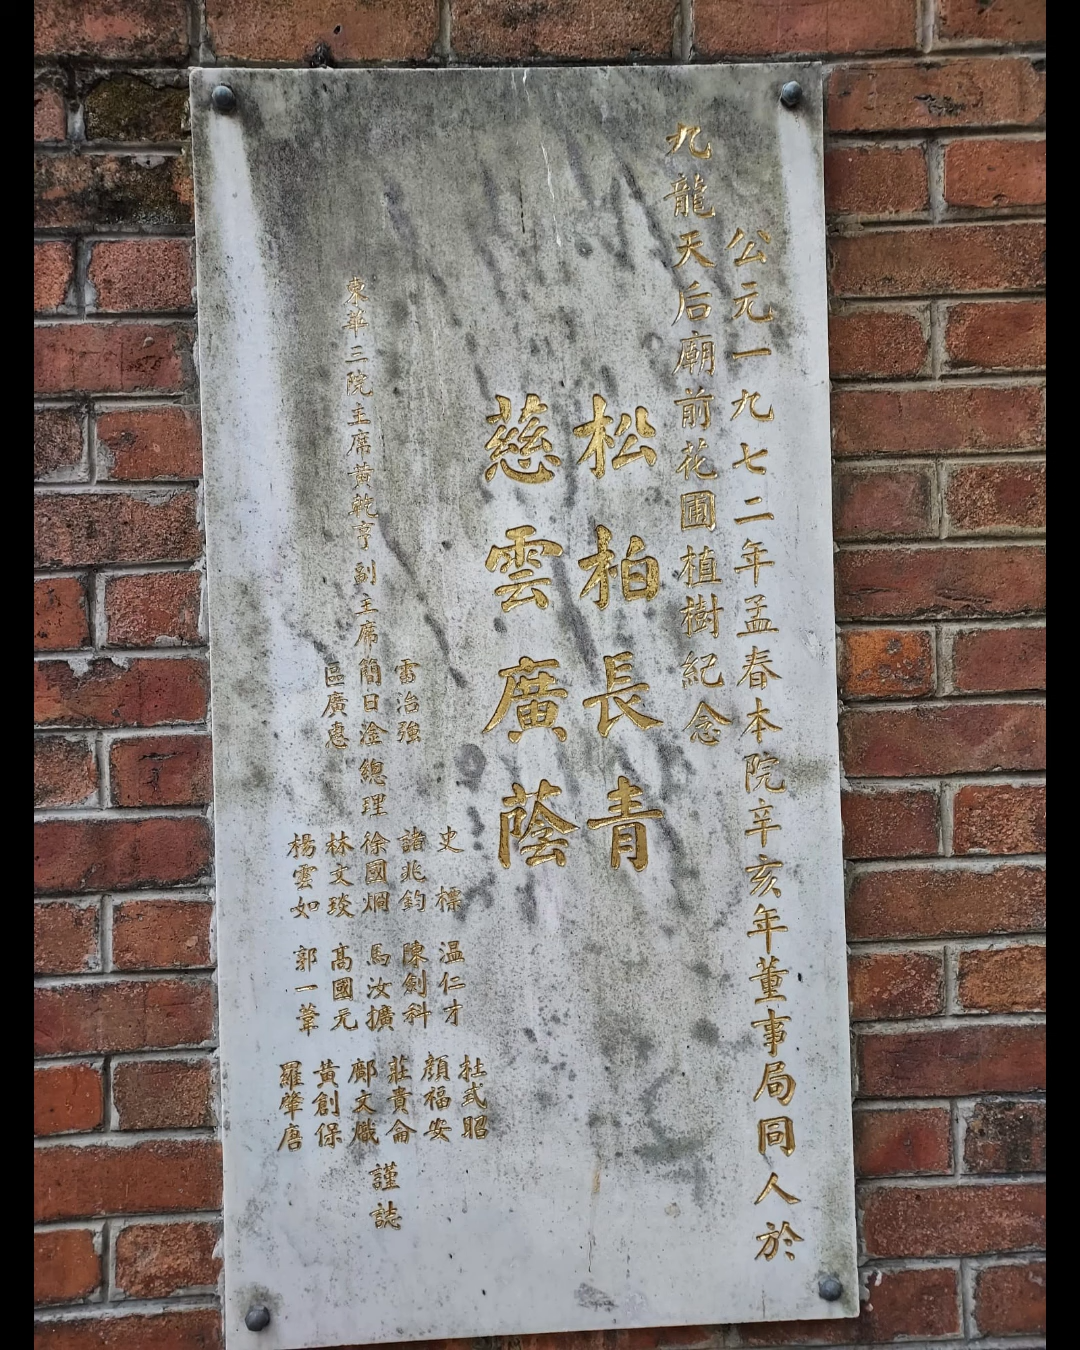 公元一九七二年孟春本院辛亥年董事局同人於
九龍天后廟前花圃植樹紀念
松柏長青
慈雲廣蔭
東華三院主席黄乾亨副主席
雷治強
簡日淦
區廣惠
總理
史標
諸兆鈞
徐國炯
林文琰
楊雲如
温仁才
陳劍科
馬汝擴
高國元
郭一葦
杜式昭
顏福安
莊貴侖
鄺文熾
黃創保
羅肇唐
謹誌